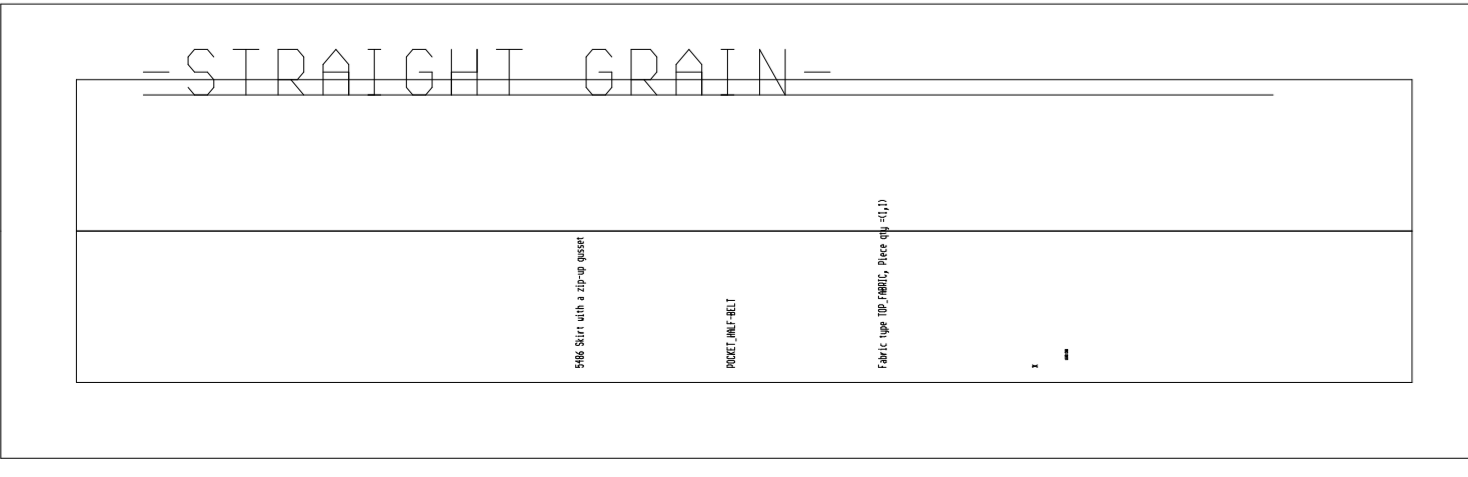 -STRAIGHT GRAIN-
5486 Skirt with a zip-up gusset
POCKET_HALF-BELT
Fabric type TOP_FABRIC, Piece qty =(1,1)